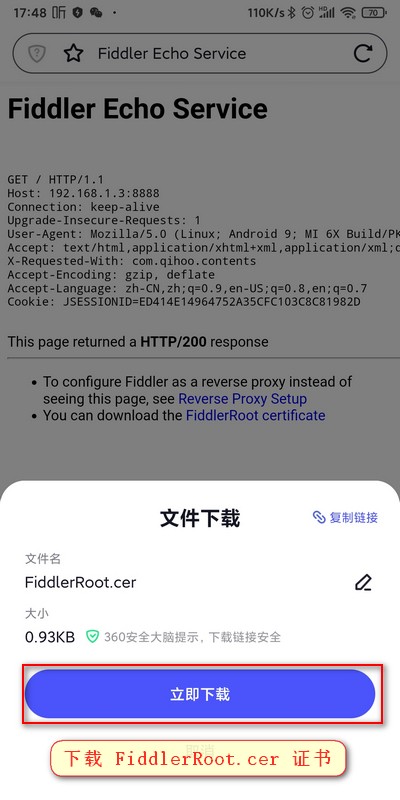 17:48
110K/s
HD
70
Fiddler Echo Service
Fiddler Echo Service
GET / HTTP/1.1
Host: 192.168.1.3:8888
Connection: keep-alive
Upgrade-Insecure-Requests: 1
User-Agent: Mozilla/5.0 (Linux; Android 9; MI 6X Build/PK
Accept: text/html,application/xhtml+xml,application/xml;q
X-Requested-With: com.qihoo.contents
Accept-Encoding: gzip, deflate
Accept-Language: zh-CN,zh;q=0.9,en-US;q=0.8,en;q=0.7
Cookie: JSESSIONID=ED414E14964752A35CFC103C8C81982D
This page returned a HTTP/200 response
• To configure Fiddler as a reverse proxy instead of
seeing this page, see Reverse Proxy Setup
• You can download the FiddlerRoot certificate
文件下载
复制链接
文件名
FiddlerRoot.cer
大小
0.93KB 360安全大脑提示，下载链接安全
立即下载
取消
下载 FiddlerRoot.cer 证书